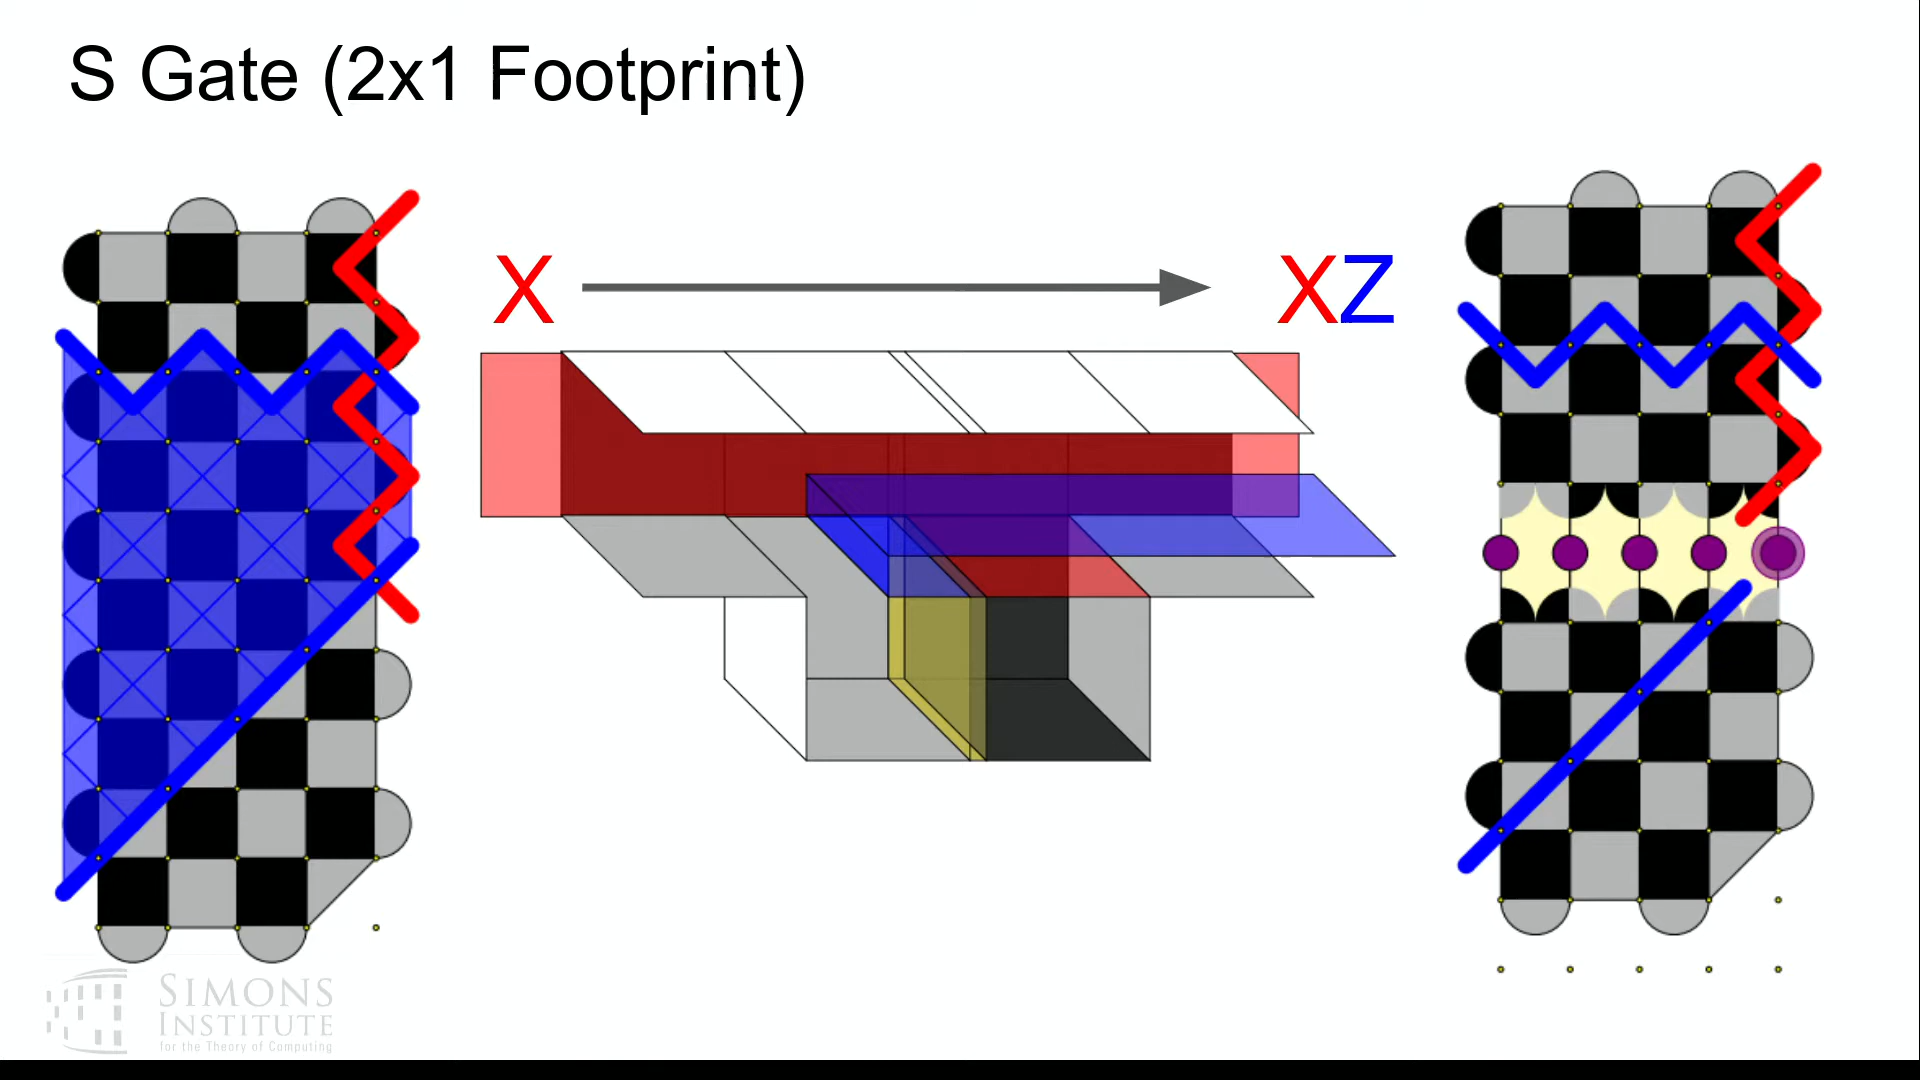 S Gate (2x1 Footprint)
X
XZ
SIMONS
INSTITUTE
for the Theory of Computing